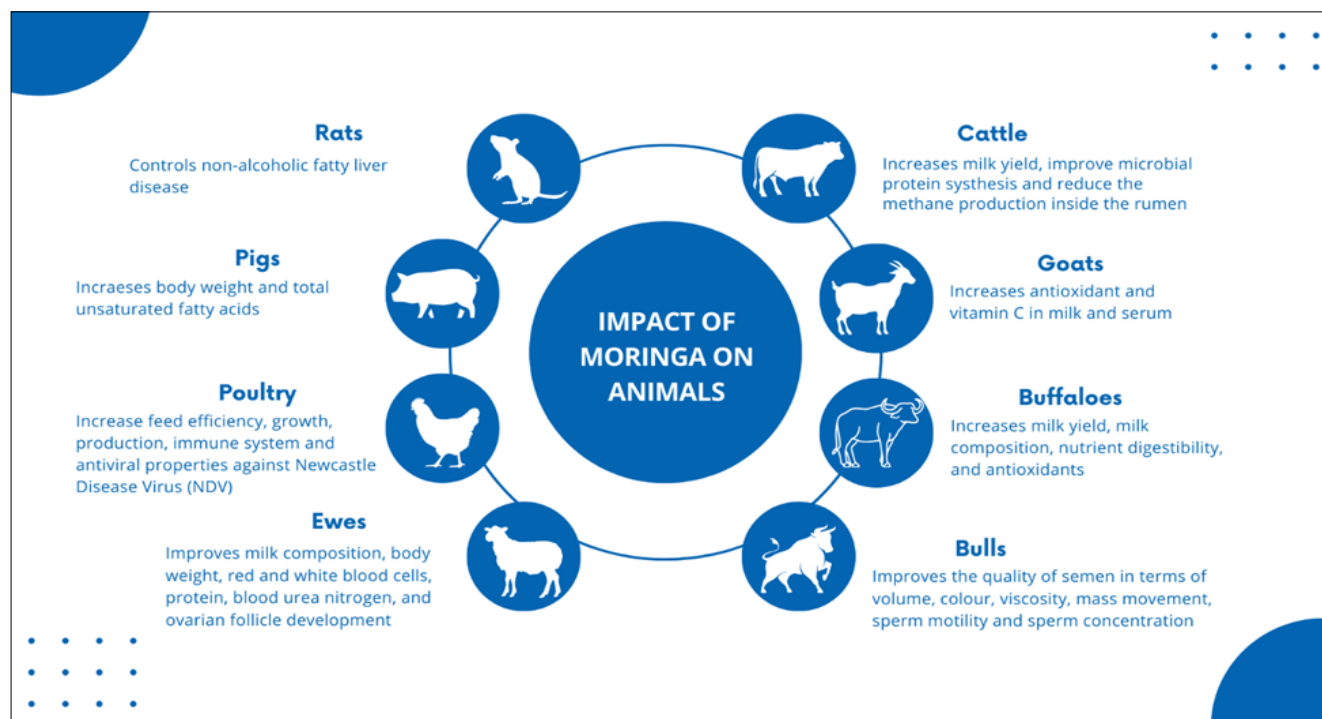 Rats
Controls non-alcoholic fatty liver
disease
Pigs
Incraeses body weight and total
unsaturated fatty acids
Poultry
Increase feed efficiency, growth,
production, immune system and
antiviral properties against Newcastle
Disease Virus (NDV)
Ewes
Improves milk composition, body
weight, red and white blood cells,
protein, blood urea nitrogen, and
ovarian follicle development
IMPACT OF
MORINGA ON
ANIMALS
Cattle
Increases milk yield, improve microbial
protein systhesis and reduce the
methane production inside the rumen
Goats
Increases antioxidant and
vitamin C in milk and serum
Buffaloes
Increases milk yield, milk
composition, nutrient digestibility,
and antioxidants
Bulls
Improves the quality of semen in terms of
volume, colour, viscosity, mass movement,
sperm motility and sperm concentration